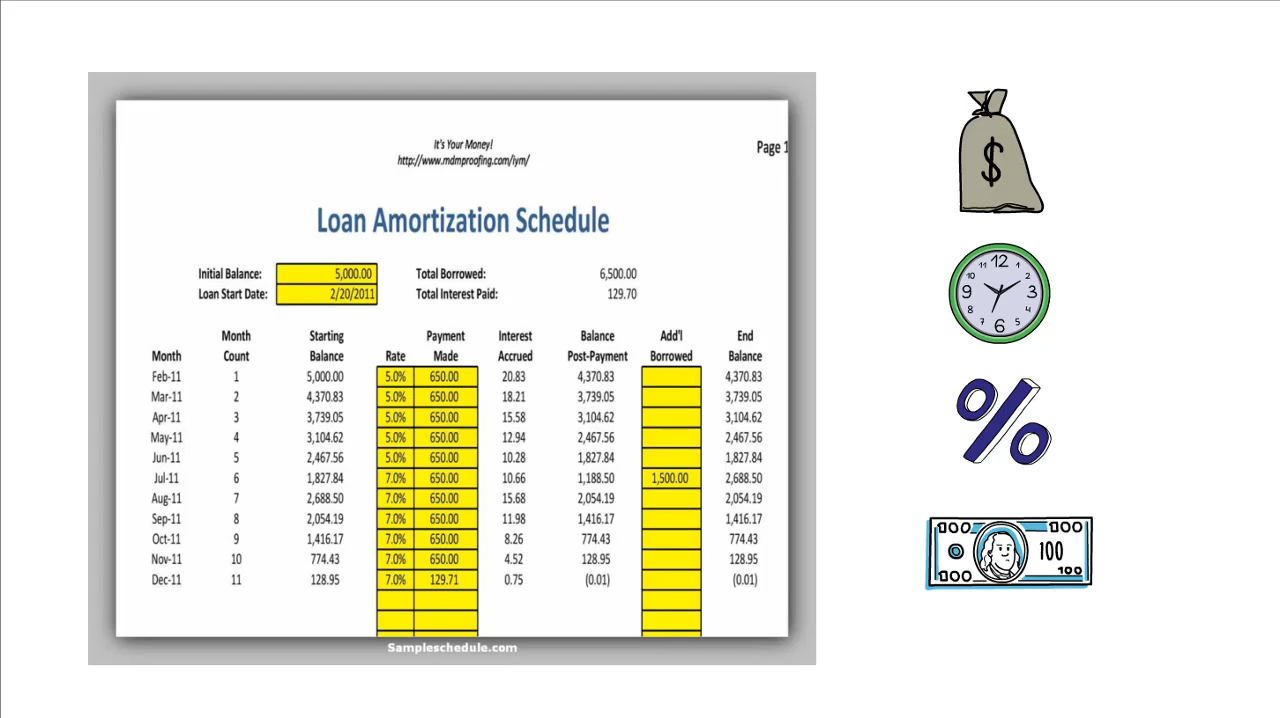 It's Your Money!
http://www.mdmproofing.com/iym/
Page 1
Loan Amortization Schedule
Initial Balance: 5,000.00 Total Borrowed: 6,500.00
Loan Start Date: 2/20/2011 Total Interest Paid: 129.70
Month Starting Payment Interest Balance Add'l End
Month Count Balance Rate Made Accrued Post-Payment Borrowed Balance
Feb-11 1 5,000.00 5.0% 650.00 20.83 4,370.83 4,370.83
Mar-11 2 4,370.83 5.0% 650.00 18.21 3,739.05 3,739.05
Apr-11 3 3,739.05 5.0% 650.00 15.58 3,104.62 3,104.62
May-11 4 3,104.62 5.0% 650.00 12.94 2,467.56 2,467.56
Jun-11 5 2,467.56 5.0% 650.00 10.28 1,827.84 1,827.84
Jul-11 6 1,827.84 7.0% 650.00 10.66 1,188.50 1,500.00 2,688.50
Aug-11 7 2,688.50 7.0% 650.00 15.68 2,054.19 2,054.19
Sep-11 8 2,054.19 7.0% 650.00 11.98 1,416.17 1,416.17
Oct-11 9 1,416.17 7.0% 650.00 8.26 774.43 774.43
Nov-11 10 774.43 7.0% 650.00 4.52 128.95 128.95
Dec-11 11 128.95 7.0% 129.71 0.75 (0.01) (0.01)
Sampleschedule.com
$
12
11 1
10 2
9 3
8 4
7 5
6
%
100 100
100
100 100